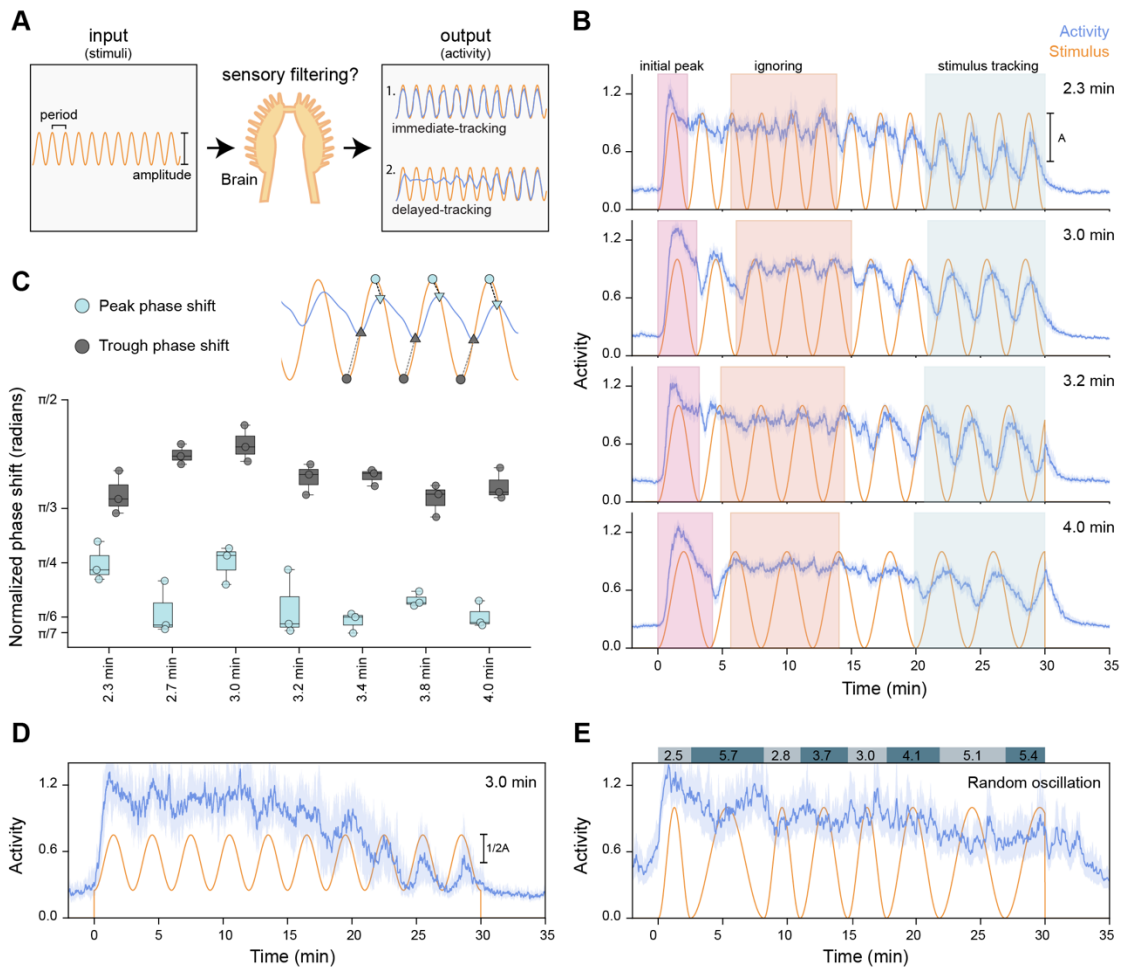 A
input
(stimuli)
period
amplitude
sensory filtering?
Brain
output
(activity)
1.
immediate-tracking
2.
delayed-tracking
B
Activity
Stimulus
initial peak
ignoring
stimulus tracking
2.3 min
A
1.2
0.6
0.0
3.0 min
1.2
0.6
0.0
3.2 min
1.2
0.6
0.0
4.0 min
1.2
0.6
0.0
Activity
0 5 10 15 20 25 30 35
Time (min)
C
Peak phase shift
Trough phase shift
Normalized phase shift (radians)
π/2
π/3
π/4
π/6
π/7
2.3 min
2.7 min
3.0 min
3.2 min
3.4 min
3.8 min
4.0 min
D
3.0 min
1/2A
Activity
1.2
0.6
0.0
0 5 10 15 20 25 30 35
Time (min)
E
2.5 5.7 2.8 3.7 3.0 4.1 5.1 5.4
Random oscillation
Activity
1.2
0.6
0.0
0 5 10 15 20 25 30 35
Time (min)